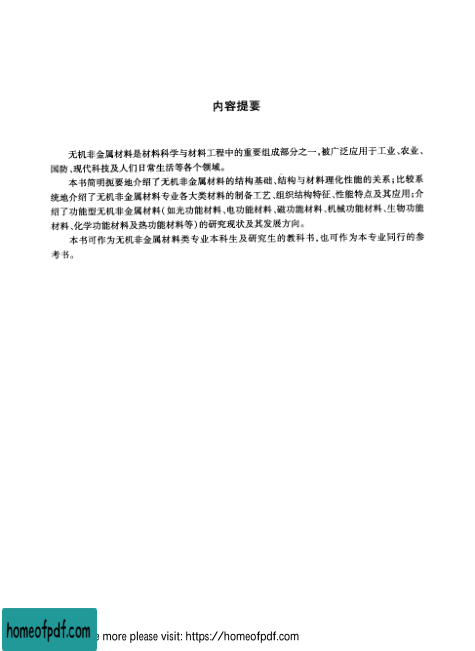 内容提要
无机非金属材料是材料科学与材料工程中的重要组成部分之一,被广泛应用于工业、农业、
国防、现代科技及人们日常生活等各个领域。
本书简明扼要地介绍了无机非金属材料的结构基础、结构与材料理化性能的关系;比较系
统地介绍了无机非金属材料专业各大类材料的制备工艺、组织结构特征、性能特点及其应用;介
绍了功能型无机非金属材料(如光功能材料、电功能材料、磁功能材料、机械功能材料、生物功能
材料、化学功能材料及热功能材料等)的研究现状及其发展方向。
本书可作为无机非金属材料类专业本科生及研究生的教科书,也可作为本专业同行的参
考书。
homeofpdf.com
e more please visit: https://homeofpdf.com